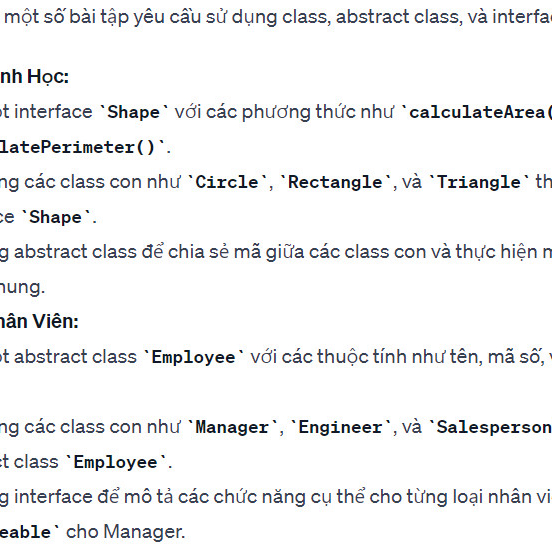 một số bài tập yêu cầu sử dụng class, abstract class, và interfa
nh Học:
ột interface `Shape` với các phương thức như `calculateArea(
latePerimeter()`.
ng các class con như `Circle`, `Rectangle`, và `Triangle` th
ce `Shape`.
g abstract class để chia sẻ mã giữa các class con và thực hiện m
hung.
hân Viên:
ột abstract class `Employee` với các thuộc tính như tên, mã số, v
ng các class con như `Manager`, `Engineer`, và `Salesperson
ct class `Employee`.
g interface để mô tả các chức năng cụ thể cho từng loại nhân vi
eable` cho Manager.